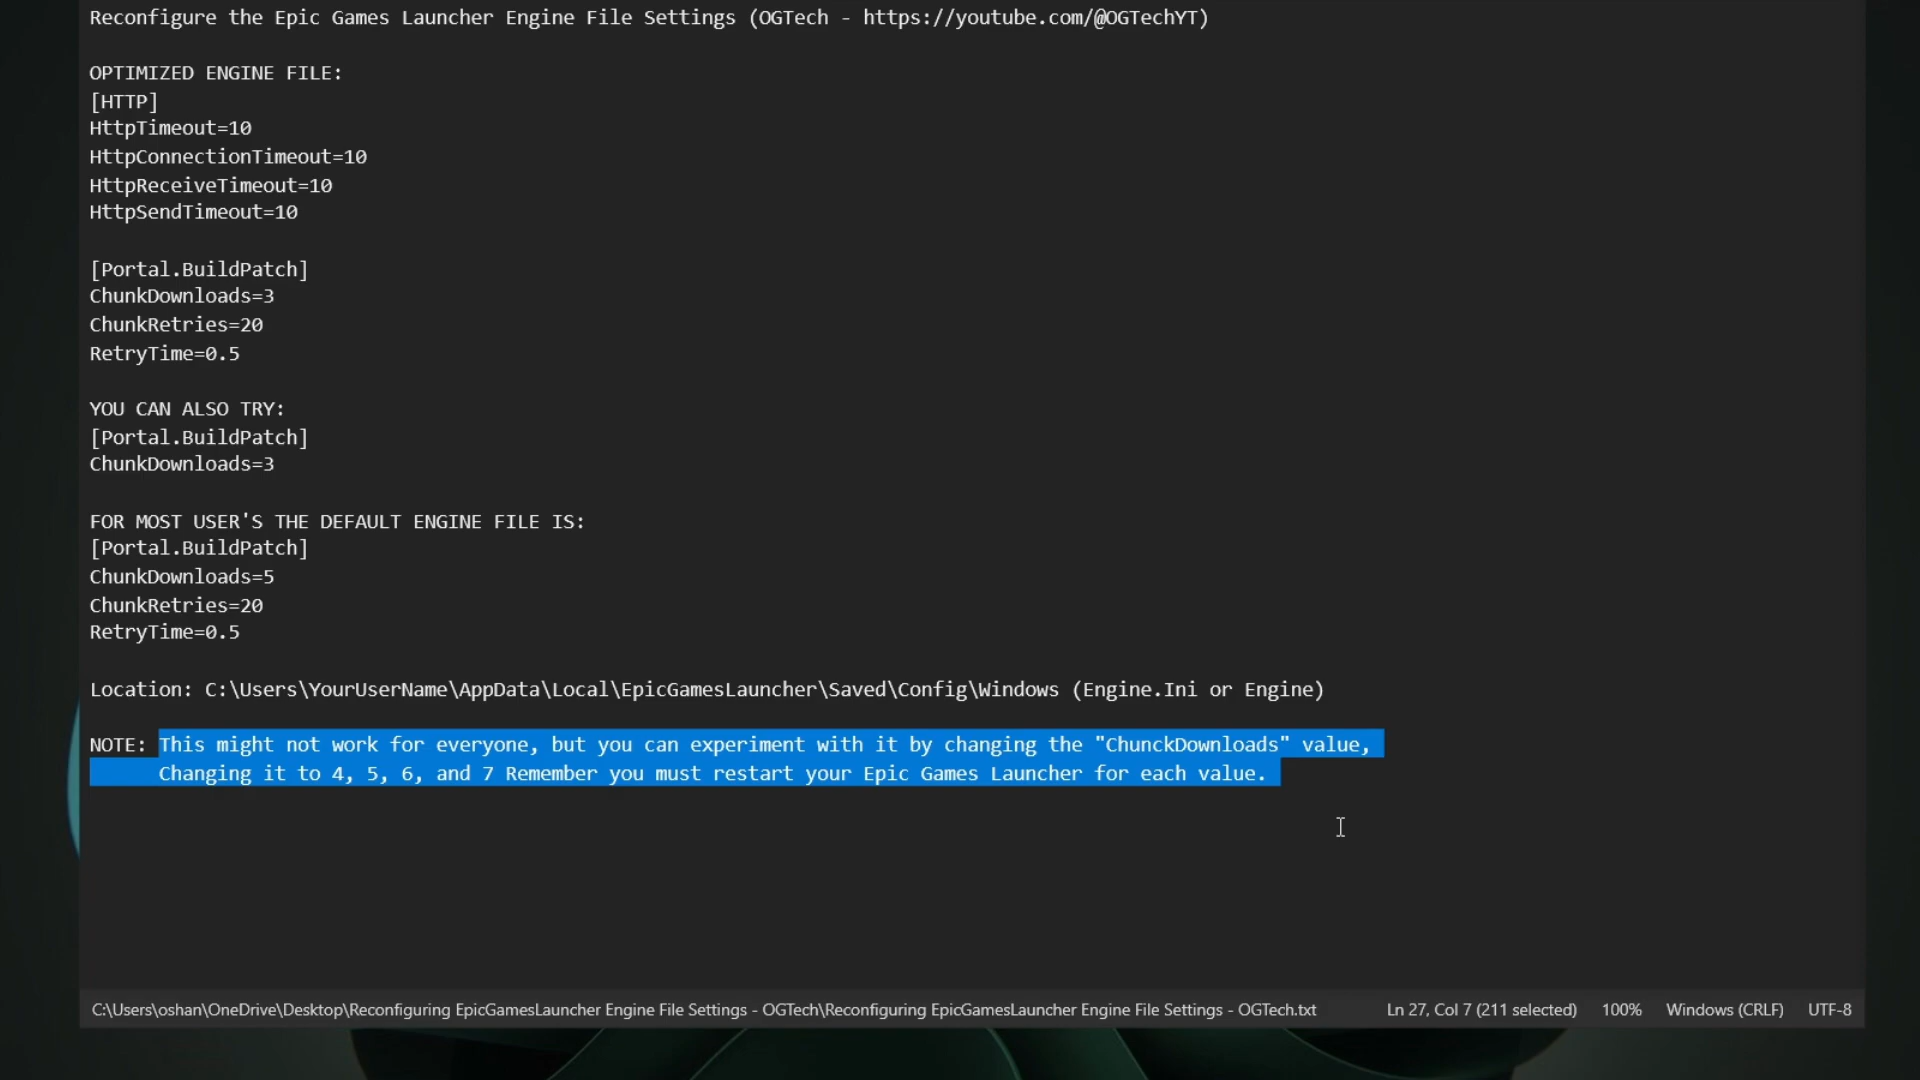 Reconfigure the Epic Games Launcher Engine File Settings (OGTech - https://youtube.com/@OGTechYT)
OPTIMIZED ENGINE FILE:
[HTTP]
HttpTimeout=10
HttpConnectionTimeout=10
HttpReceiveTimeout=10
HttpSendTimeout=10
[Portal.BuildPatch]
ChunkDownloads=3
ChunkRetries=20
RetryTime=0.5
YOU CAN ALSO TRY:
[Portal.BuildPatch]
ChunkDownloads=3
FOR MOST USER'S THE DEFAULT ENGINE FILE IS:
[Portal.BuildPatch]
ChunkDownloads=5
ChunkRetries=20
RetryTime=0.5
Location: C:\Users\YourUserName\AppData\Local\EpicGamesLauncher\Saved\Config\Windows (Engine.Ini or Engine)
NOTE: This might not work for everyone, but you can experiment with it by changing the "ChunckDownloads" value,
Changing it to 4, 5, 6, and 7 Remember you must restart your Epic Games Launcher for each value.
C:\Users\oshan\OneDrive\Desktop\Reconfiguring EpicGamesLauncher Engine File Settings - OGTech\Reconfiguring EpicGamesLauncher Engine File Settings - OGTech.txt Ln 27, Col 7 (211 selected) 100% Windows (CRLF) UTF-8